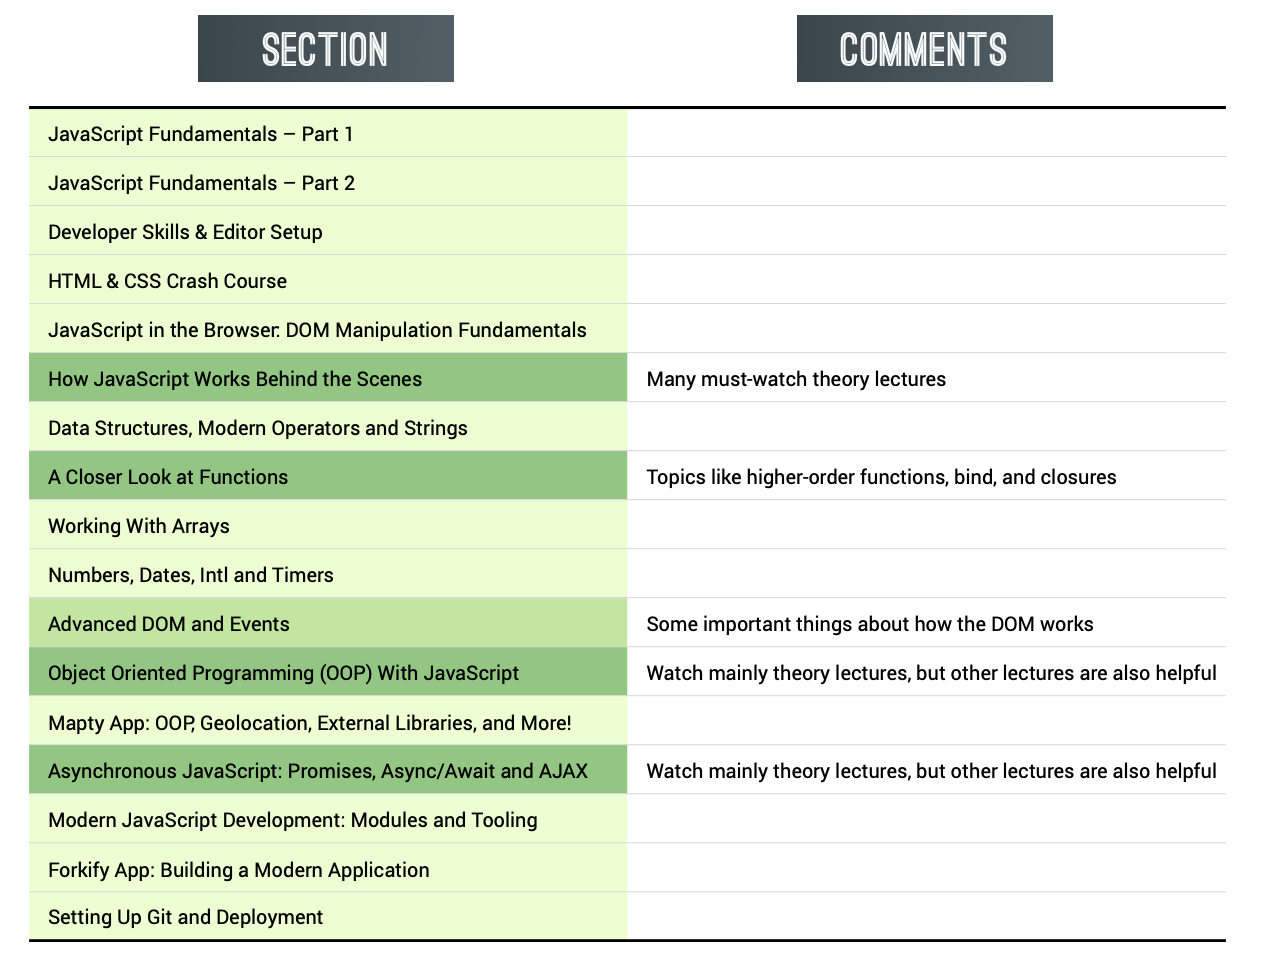 SECTION
COMMENTS
JavaScript Fundamentals – Part 1
JavaScript Fundamentals – Part 2
Developer Skills & Editor Setup
HTML & CSS Crash Course
JavaScript in the Browser: DOM Manipulation Fundamentals
How JavaScript Works Behind the Scenes
Many must-watch theory lectures
Data Structures, Modern Operators and Strings
A Closer Look at Functions
Topics like higher-order functions, bind, and closures
Working With Arrays
Numbers, Dates, Intl and Timers
Advanced DOM and Events
Some important things about how the DOM works
Object Oriented Programming (OOP) With JavaScript
Watch mainly theory lectures, but other lectures are also helpful
Mapty App: OOP, Geolocation, External Libraries, and More!
Asynchronous JavaScript: Promises, Async/Await and AJAX
Watch mainly theory lectures, but other lectures are also helpful
Modern JavaScript Development: Modules and Tooling
Forkify App: Building a Modern Application
Setting Up Git and Deployment